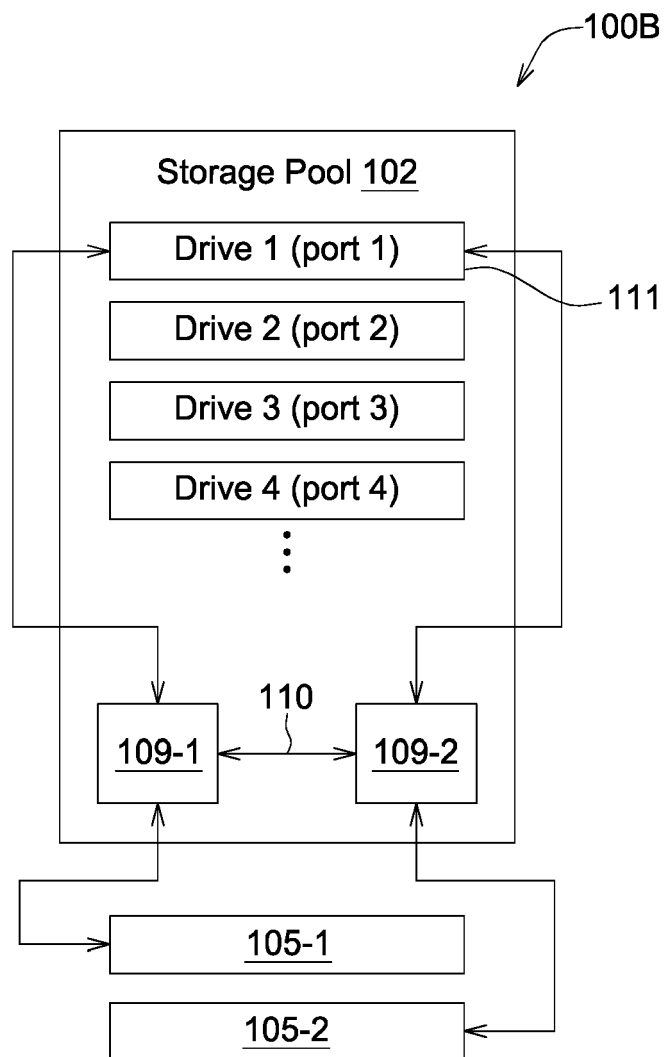 100B
Storage Pool 102
Drive 1 (port 1)
111
Drive 2 (port 2)
Drive 3 (port 3)
Drive 4 (port 4)
110
109-1
109-2
105-1
105-2